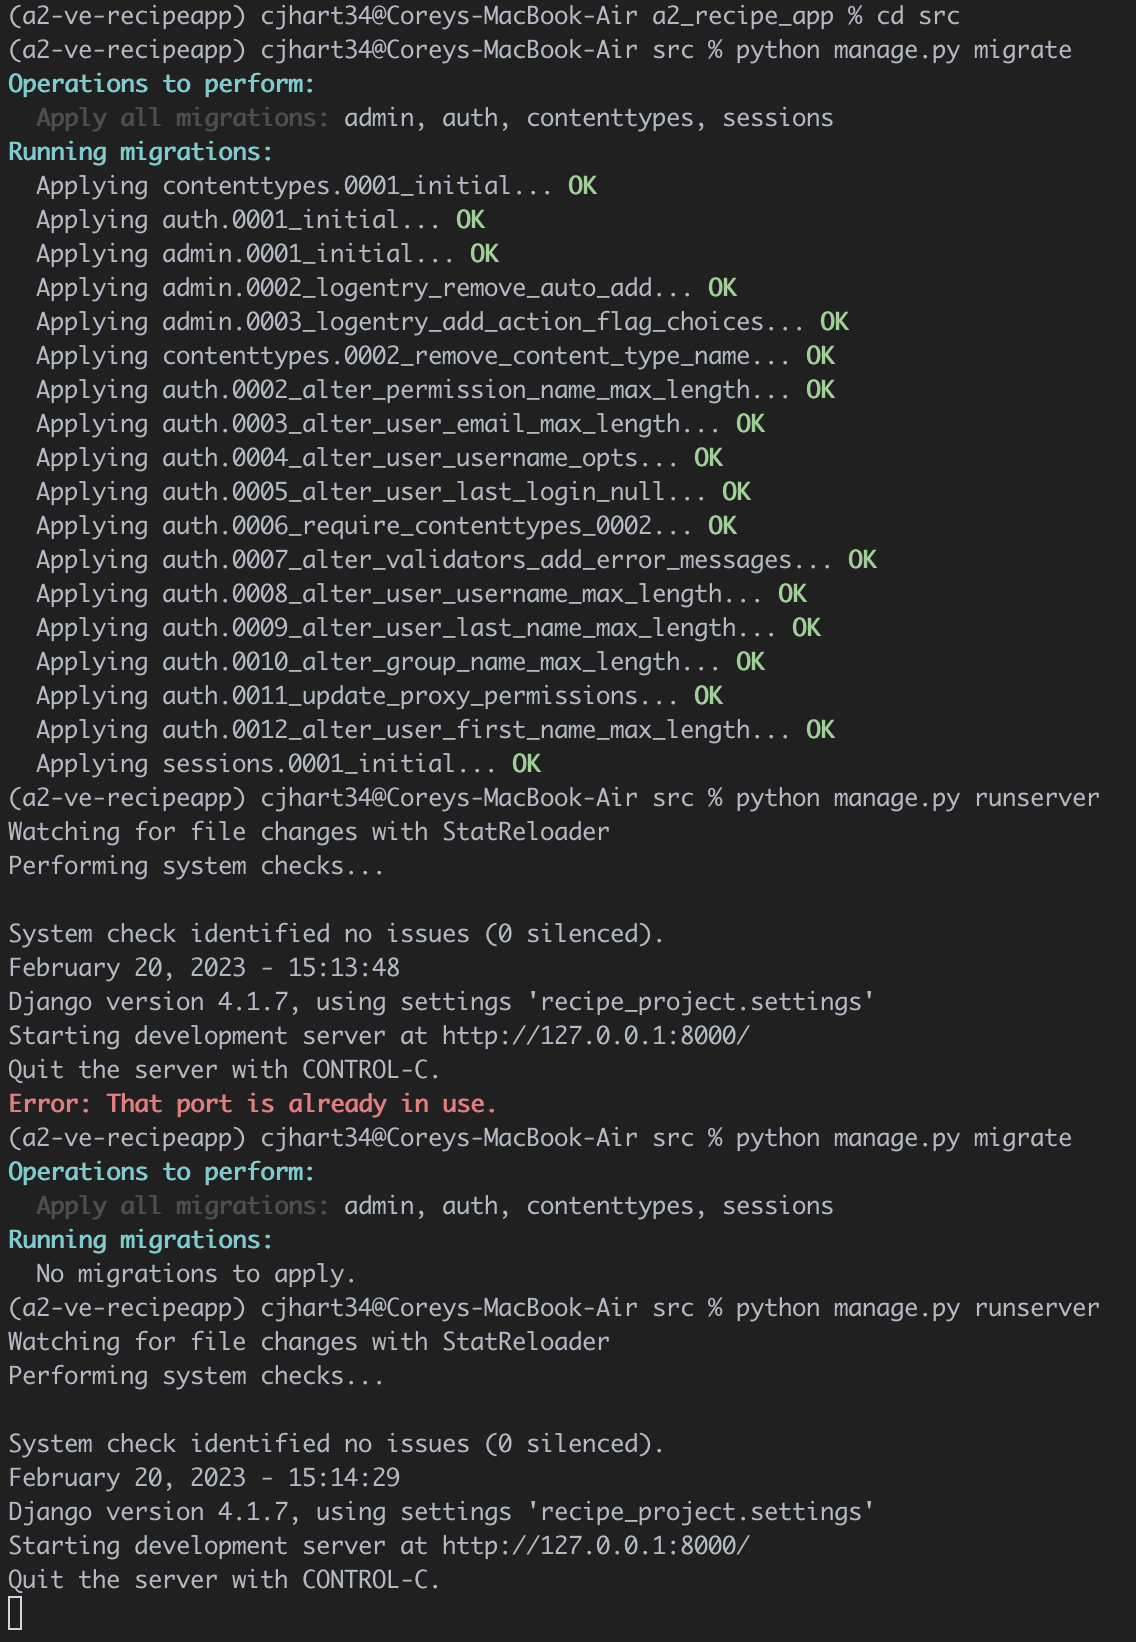 (a2-ve-recipeapp) cjhart34@Coreys-MacBook-Air a2_recipe_app % cd src
(a2-ve-recipeapp) cjhart34@Coreys-MacBook-Air src % python manage.py migrate
Operations to perform:
  Apply all migrations: admin, auth, contenttypes, sessions
Running migrations:
  Applying contenttypes.0001_initial... OK
  Applying auth.0001_initial... OK
  Applying admin.0001_initial... OK
  Applying admin.0002_logentry_remove_auto_add... OK
  Applying admin.0003_logentry_add_action_flag_choices... OK
  Applying contenttypes.0002_remove_content_type_name... OK
  Applying auth.0002_alter_permission_name_max_length... OK
  Applying auth.0003_alter_user_email_max_length... OK
  Applying auth.0004_alter_user_username_opts... OK
  Applying auth.0005_alter_user_last_login_null... OK
  Applying auth.0006_require_contenttypes_0002... OK
  Applying auth.0007_alter_validators_add_error_messages... OK
  Applying auth.0008_alter_user_username_max_length... OK
  Applying auth.0009_alter_user_last_name_max_length... OK
  Applying auth.0010_alter_group_name_max_length... OK
  Applying auth.0011_update_proxy_permissions... OK
  Applying auth.0012_alter_user_first_name_max_length... OK
  Applying sessions.0001_initial... OK
(a2-ve-recipeapp) cjhart34@Coreys-MacBook-Air src % python manage.py runserver
Watching for file changes with StatReloader
Performing system checks...

System check identified no issues (0 silenced).
February 20, 2023 - 15:13:48
Django version 4.1.7, using settings 'recipe_project.settings'
Starting development server at http://127.0.0.1:8000/
Quit the server with CONTROL-C.
Error: That port is already in use.
(a2-ve-recipeapp) cjhart34@Coreys-MacBook-Air src % python manage.py migrate
Operations to perform:
  Apply all migrations: admin, auth, contenttypes, sessions
Running migrations:
  No migrations to apply.
(a2-ve-recipeapp) cjhart34@Coreys-MacBook-Air src % python manage.py runserver
Watching for file changes with StatReloader
Performing system checks...

System check identified no issues (0 silenced).
February 20, 2023 - 15:14:29
Django version 4.1.7, using settings 'recipe_project.settings'
Starting development server at http://127.0.0.1:8000/
Quit the server with CONTROL-C.